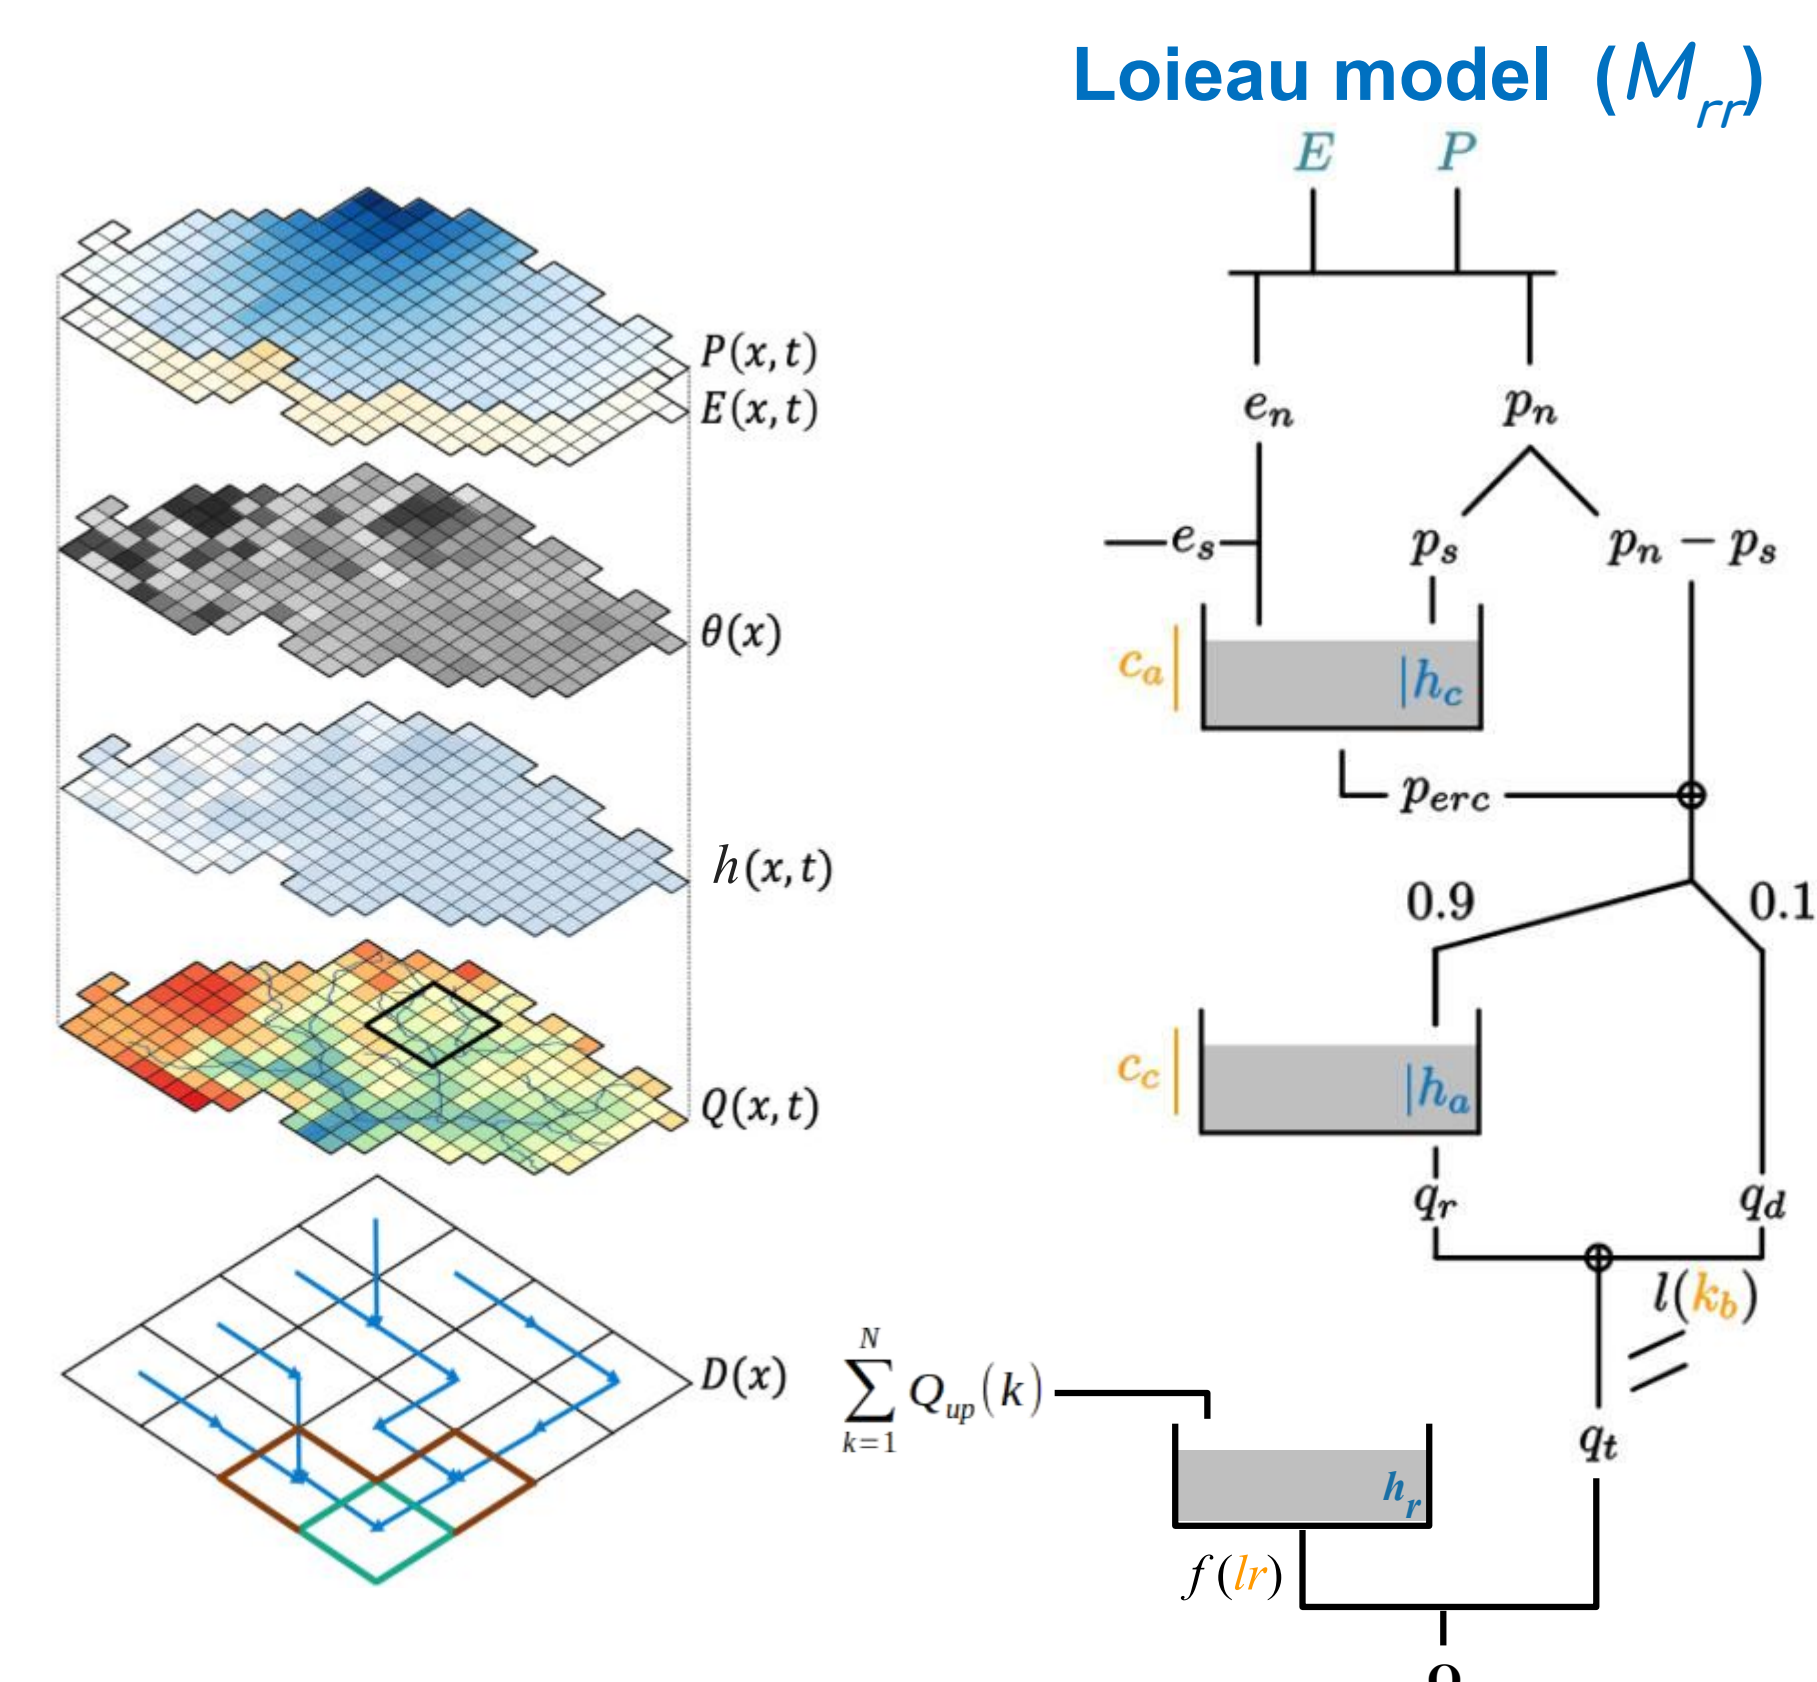 Loieau model (M_rr)
E P
P(x, t)
E(x, t)
e_n p_n
e_s p_s p_n − p_s
θ(x)
c_a |h_c
p_erc
h(x, t)
0.9 0.1
c_c |h_a
Q(x, t)
q_r q_d
l(k_b)
D(x)
∑_{k=1}^{N} Q_up(k)
q_t
h_r
f(lr)